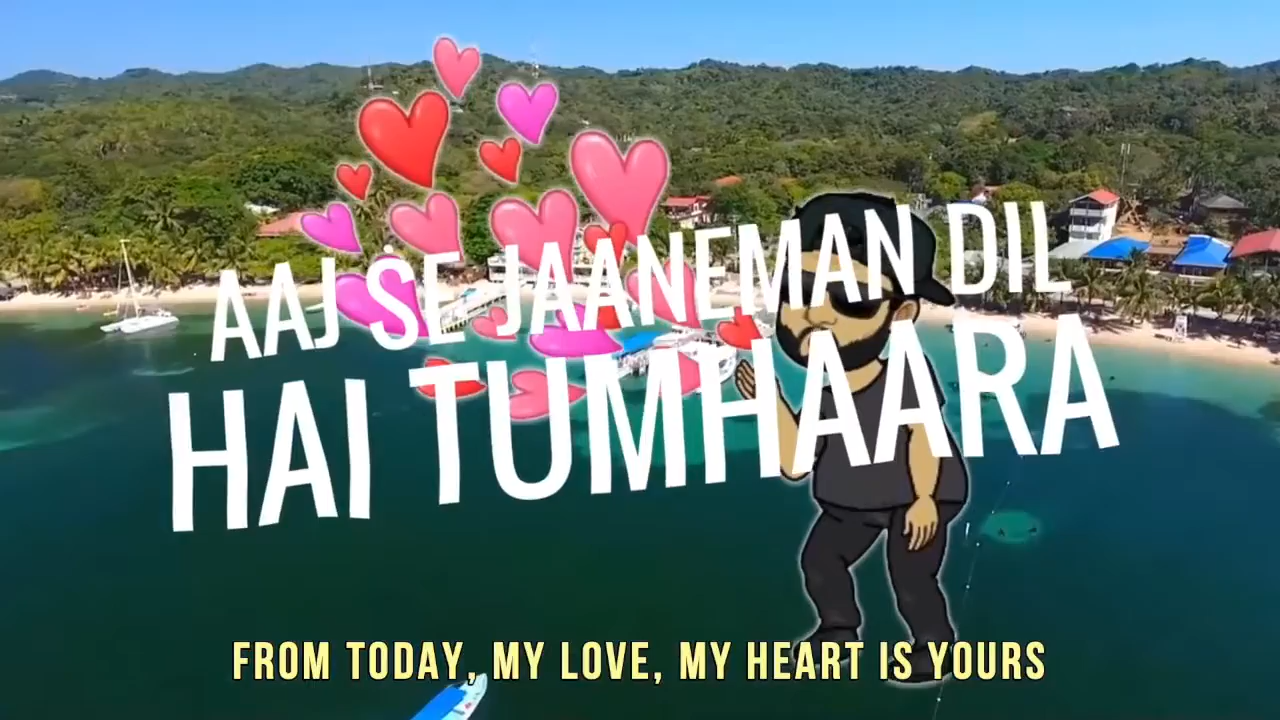 AAJ SE JAANEMAN DIL
HAI TUMHAARA
FROM TODAY, MY LOVE, MY HEART IS YOURS